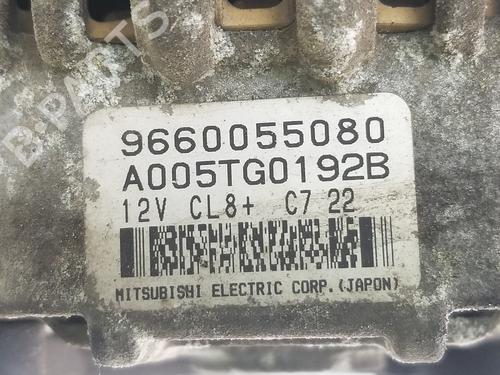 9660055080
A005TG0192B
12V CL8+ C7 22
MITSUBISHI ELECTRIC CORP.(JAPON)
B-PARTS